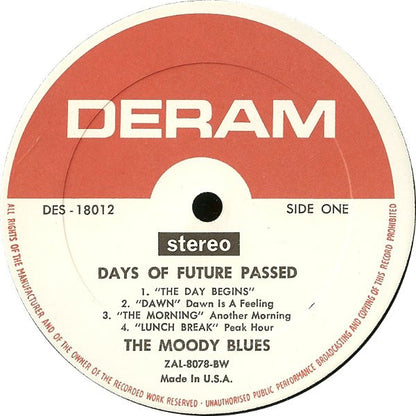 DERAM
DES - 18012
SIDE ONE
stereo
DAYS OF FUTURE PASSED
1. "THE DAY BEGINS"
2. "DAWN" Dawn Is A Feeling
3. "THE MORNING" Another Morning
4. "LUNCH BREAK" Peak Hour
THE MOODY BLUES
ZAL-8078-BW
Made In U.S.A.
ALL RIGHTS OF THE MANUFACTURER AND OF THE OWNER OF THE RECORDED WORK RESERVED - UNAUTHORISED PUBLIC PERFORMANCE BROADCASTING AND COPYING OF THIS RECORD PROHIBITED